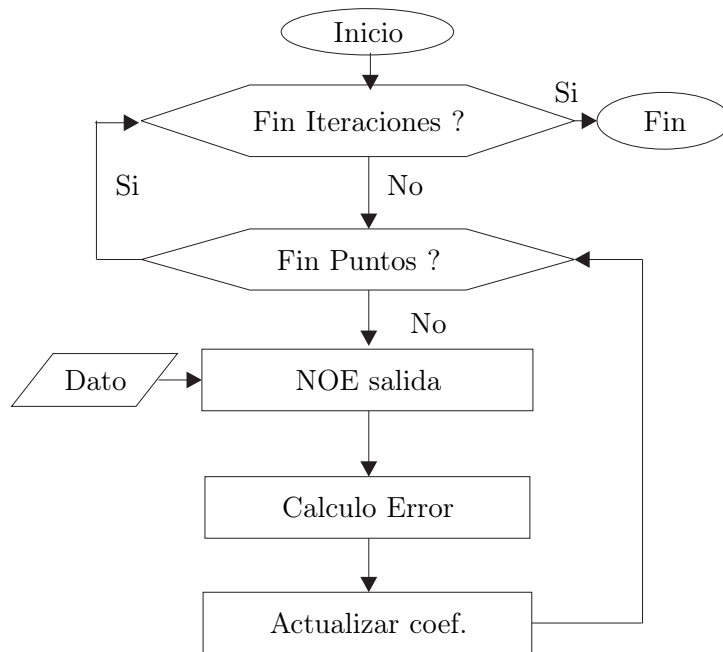 Inicio
Fin Iteraciones ?
Si
Fin
Si
No
Fin Puntos ?
No
Dato
NOE salida
Calculo Error
Actualizar coef.